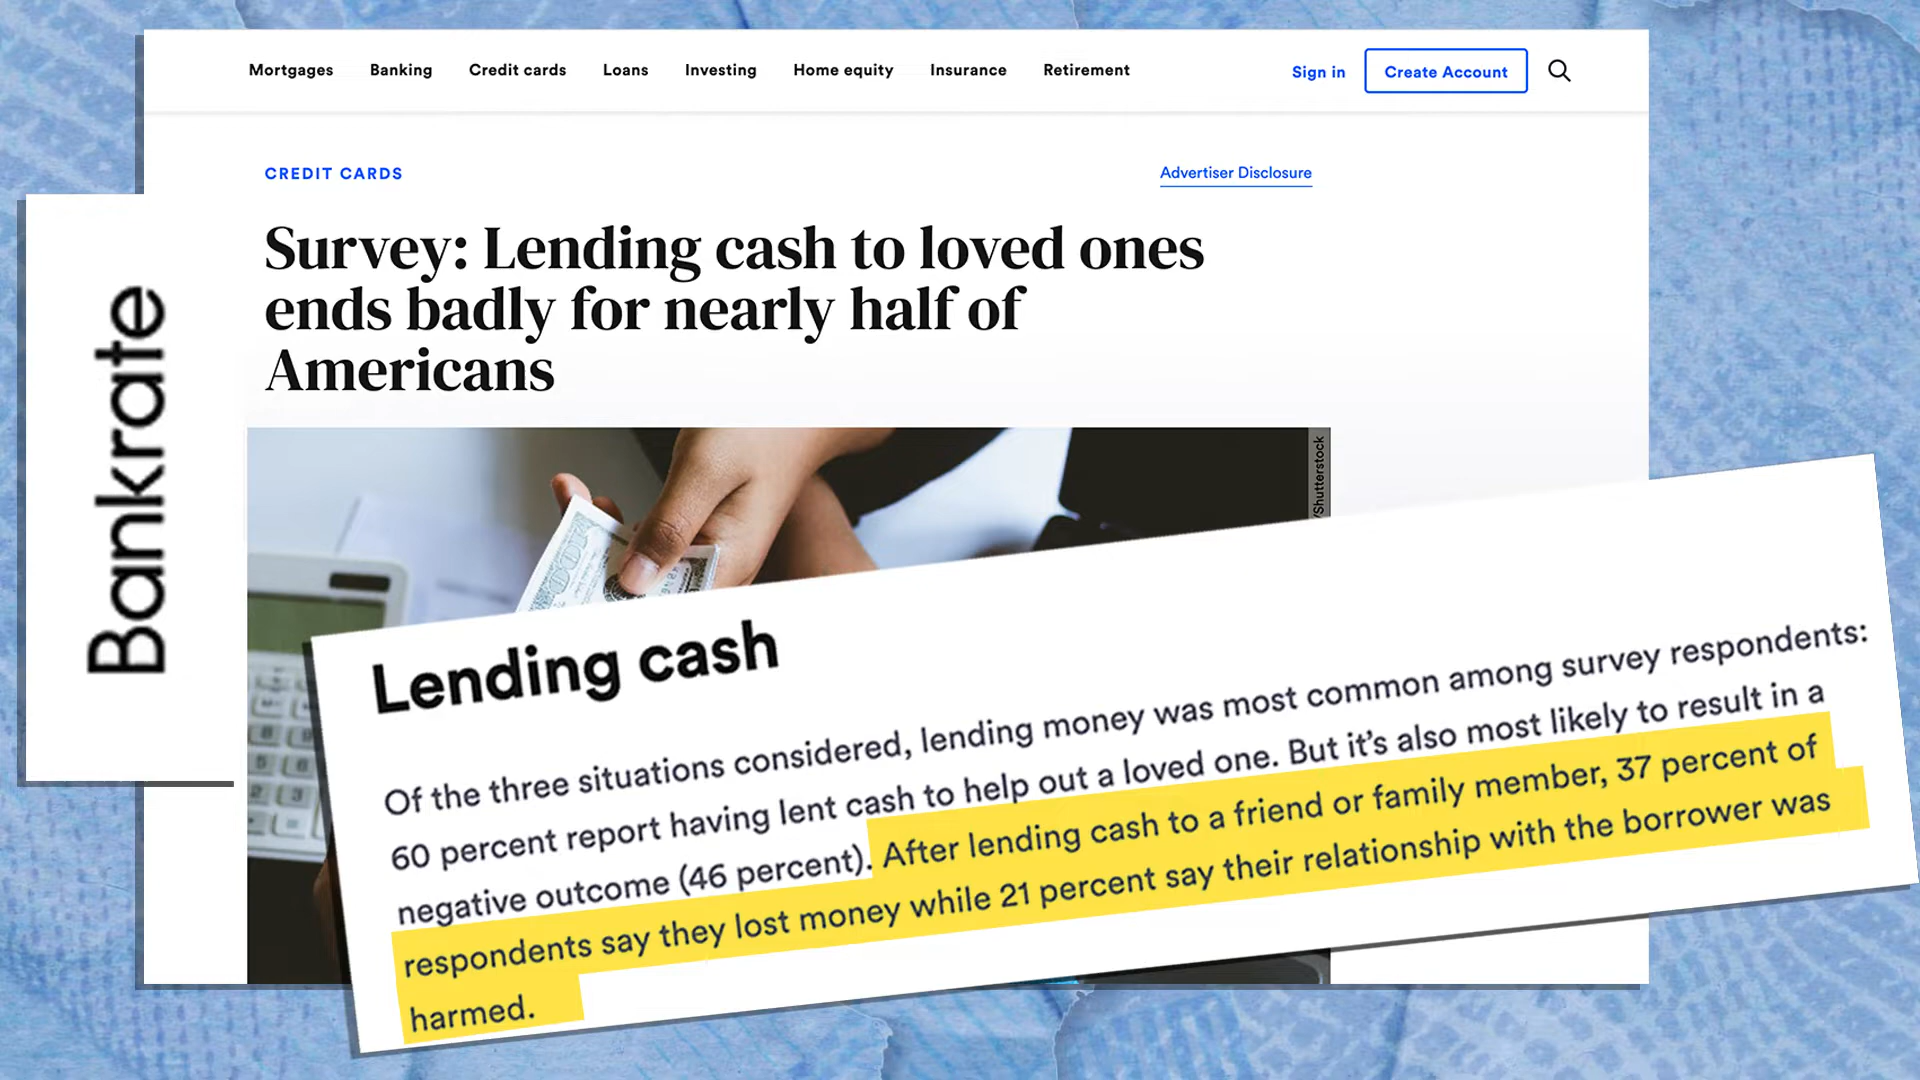 Mortgages Banking Credit cards Loans Investing Home equity Insurance Retirement Sign in Create Account
CREDIT CARDS Advertiser Disclosure
Survey: Lending cash to loved ones
ends badly for nearly half of
Americans
Bankrate
/Shutterstock
Lending cash
Of the three situations considered, lending money was most common among survey respondents:
60 percent report having lent cash to help out a loved one. But it's also most likely to result in a
negative outcome (46 percent). After lending cash to a friend or family member, 37 percent of
respondents say they lost money while 21 percent say their relationship with the borrower was
harmed.